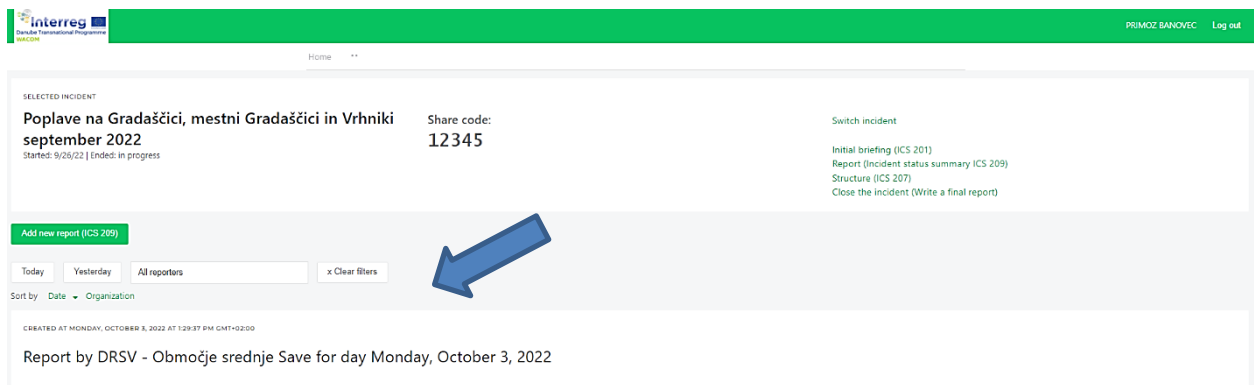 Interreg
Danube Transnational Programme
WACOM
PRIMOZ BANOVEC Log out
Home **
SELECTED INCIDENT
Poplave na Gradaščici, mestni Gradaščici in Vrhniki
september 2022
Started: 9/26/22 | Ended: in progress
Share code:
12345
Switch incident
Initial briefing (ICS 201)
Report (Incident status summary ICS 209)
Structure (ICS 207)
Close the incident (Write a final report)
Add new report (ICS 209)
Today Yesterday All reporters x Clear filters
Sort by Date Organization
CREATED AT MONDAY, OCTOBER 3, 2022 AT 1:29:37 PM GMT+02:00
Report by DRSV - Območje srednje Save for day Monday, October 3, 2022